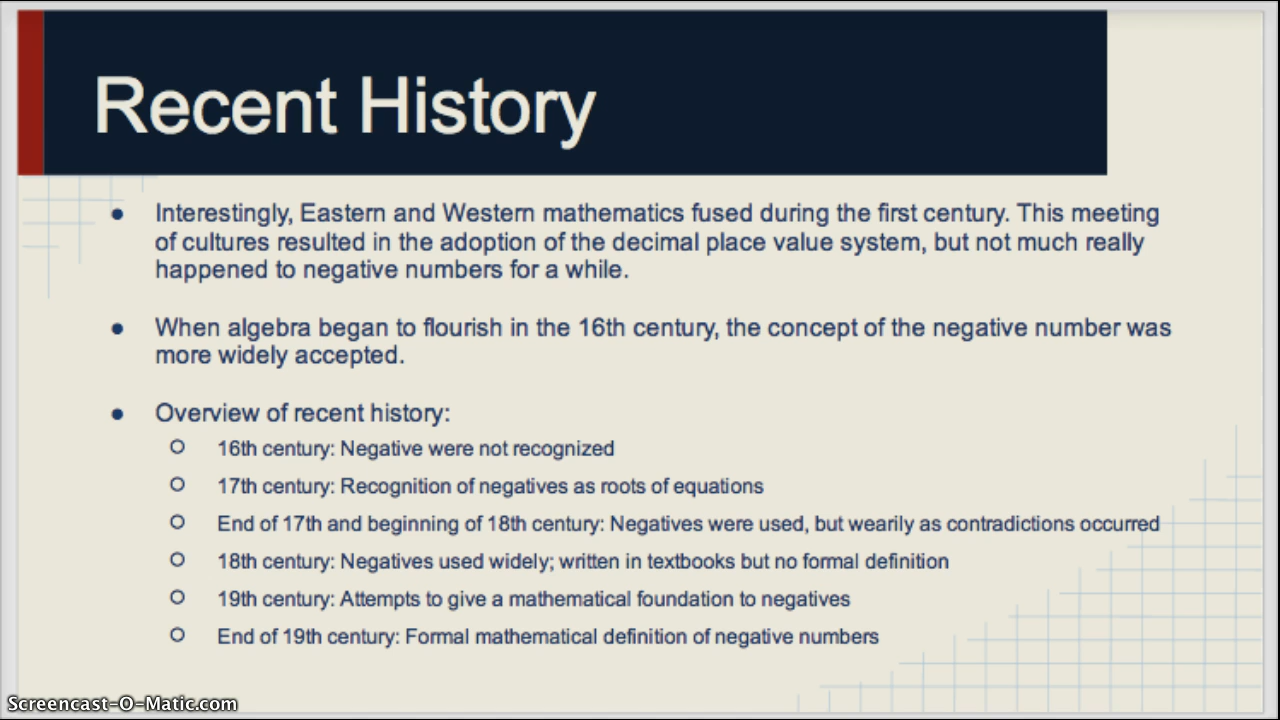 Recent History
● Interestingly, Eastern and Western mathematics fused during the first century. This meeting
of cultures resulted in the adoption of the decimal place value system, but not much really
happened to negative numbers for a while.
● When algebra began to flourish in the 16th century, the concept of the negative number was
more widely accepted.
● Overview of recent history:
○ 16th century: Negative were not recognized
○ 17th century: Recognition of negatives as roots of equations
○ End of 17th and beginning of 18th century: Negatives were used, but wearily as contradictions occurred
○ 18th century: Negatives used widely; written in textbooks but no formal definition
○ 19th century: Attempts to give a mathematical foundation to negatives
○ End of 19th century: Formal mathematical definition of negative numbers
Screencast-O-Matic.com